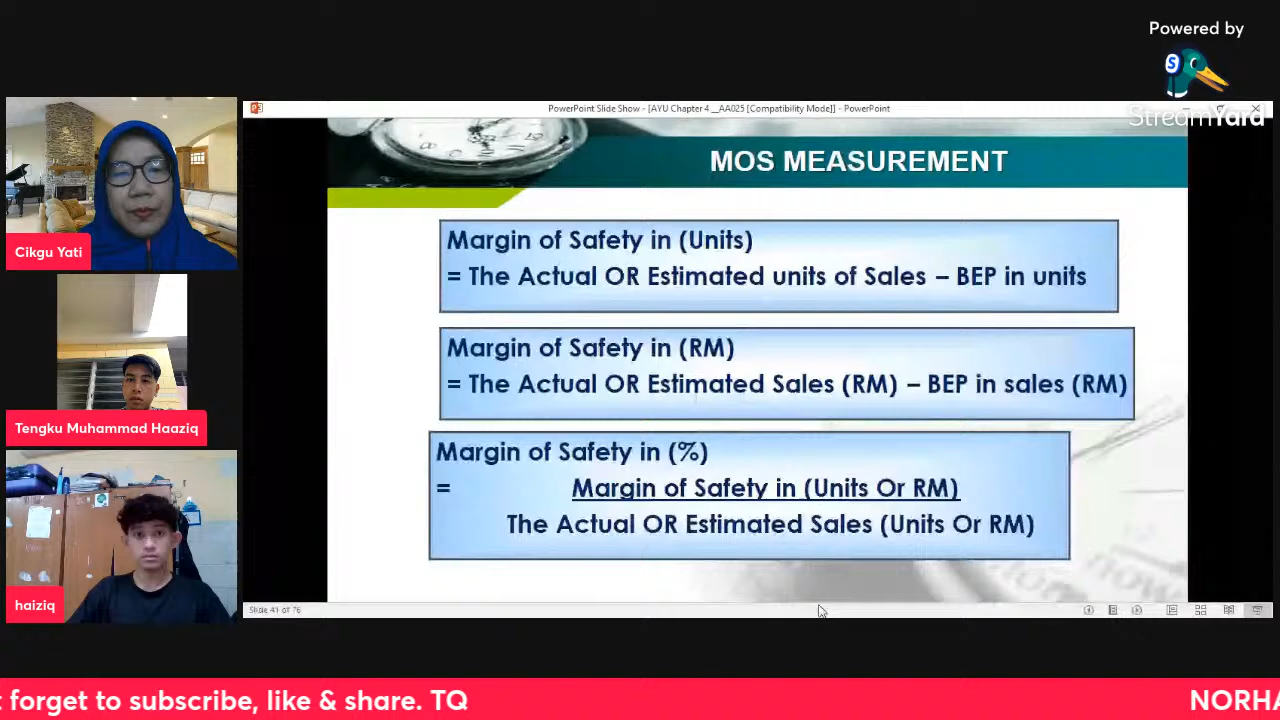 Powered by
StreamYard
PowerPoint Slide Show - [AYU Chapter 4 __AA025 [Compatibility Mode]] - PowerPoint
MOS MEASUREMENT
Margin of Safety in (Units)
= The Actual OR Estimated units of Sales – BEP in units
Margin of Safety in (RM)
= The Actual OR Estimated Sales (RM) – BEP in sales (RM)
Margin of Safety in (%)
= Margin of Safety in (Units Or RM)
The Actual OR Estimated Sales (Units Or RM)
Slide 41 of 76
Cikgu Yati
Tengku Muhammad Haaziq
haiziq
forget to subscribe, like & share. TQ
NORHA